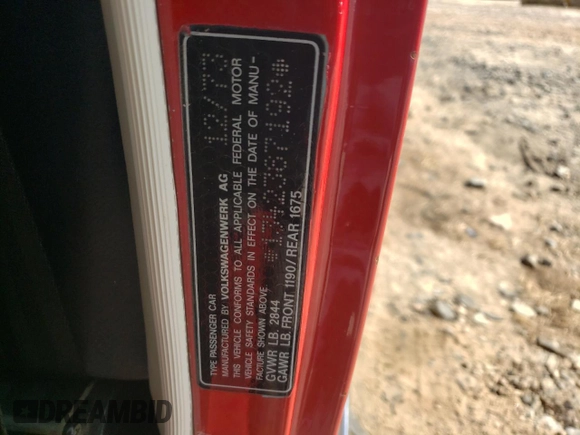 TYPE PASSENGER CAR
MANUFACTURED BY VOLKSWAGENWERK AG 12/73
THIS VEHICLE CONFORMS TO ALL APPLICABLE FEDERAL MOTOR
VEHICLE SAFETY STANDARDS IN EFFECT ON THE DATE OF MANU-
FACTURE SHOWN ABOVE
GVWR LB. 2844
GAWR LB. FRONT 1190/REAR 1675
DREAMBID